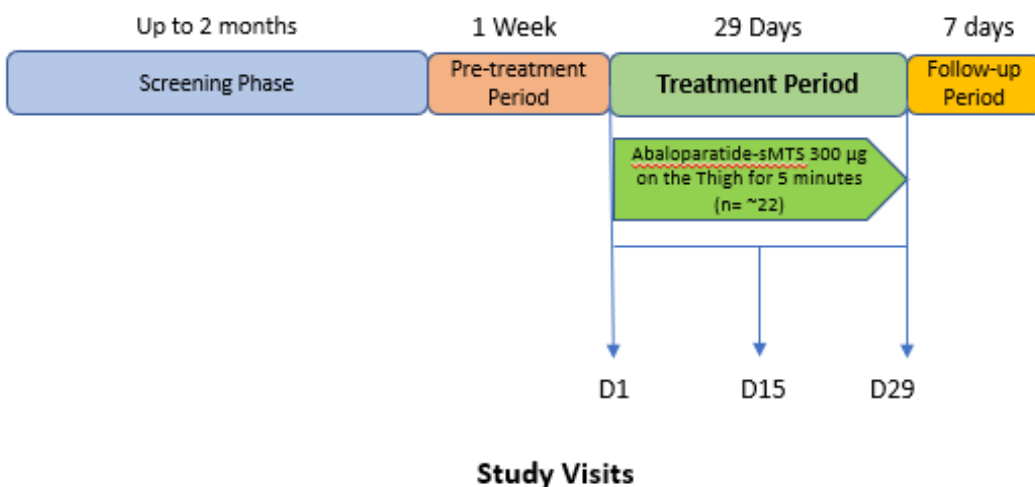 Up to 2 months
1 Week
29 Days
7 days
Screening Phase
Pre-treatment
Period
Treatment Period
Follow-up
Period
Abaloparatide-sMTS 300 µg
on the Thigh for 5 minutes
(n= ~22)
D1
D15
D29
Study Visits